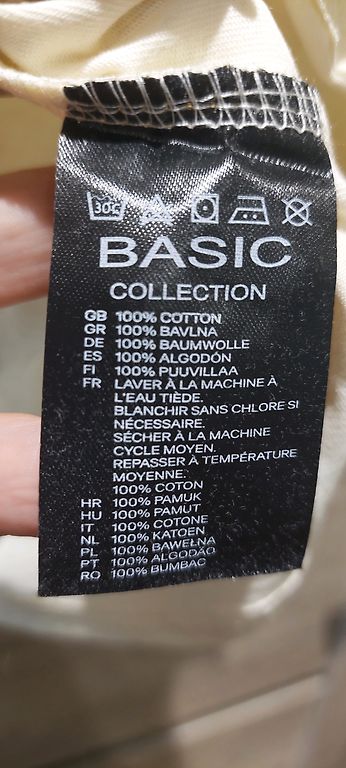 30C
BASIC
COLLECTION
GB 100% COTTON
GR 100% BAVLNA
DE 100% BAUMWOLLE
ES 100% ALGODÓN
FI 100% PUUVILLAA
FR LAVER À LA MACHINE À
L'EAU TIÈDE.
BLANCHIR SANS CHLORE SI
NÉCESSAIRE.
SÉCHER À LA MACHINE
CYCLE MOYEN.
REPASSER À TEMPÉRATURE
MOYENNE.
100% COTON
HR 100% PAMUK
HU 100% PAMUT
IT 100% COTONE
NL 100% KATOEN
PL 100% BAWEŁNA
PT 100% ALGODÃO
RO 100% BUMBAC